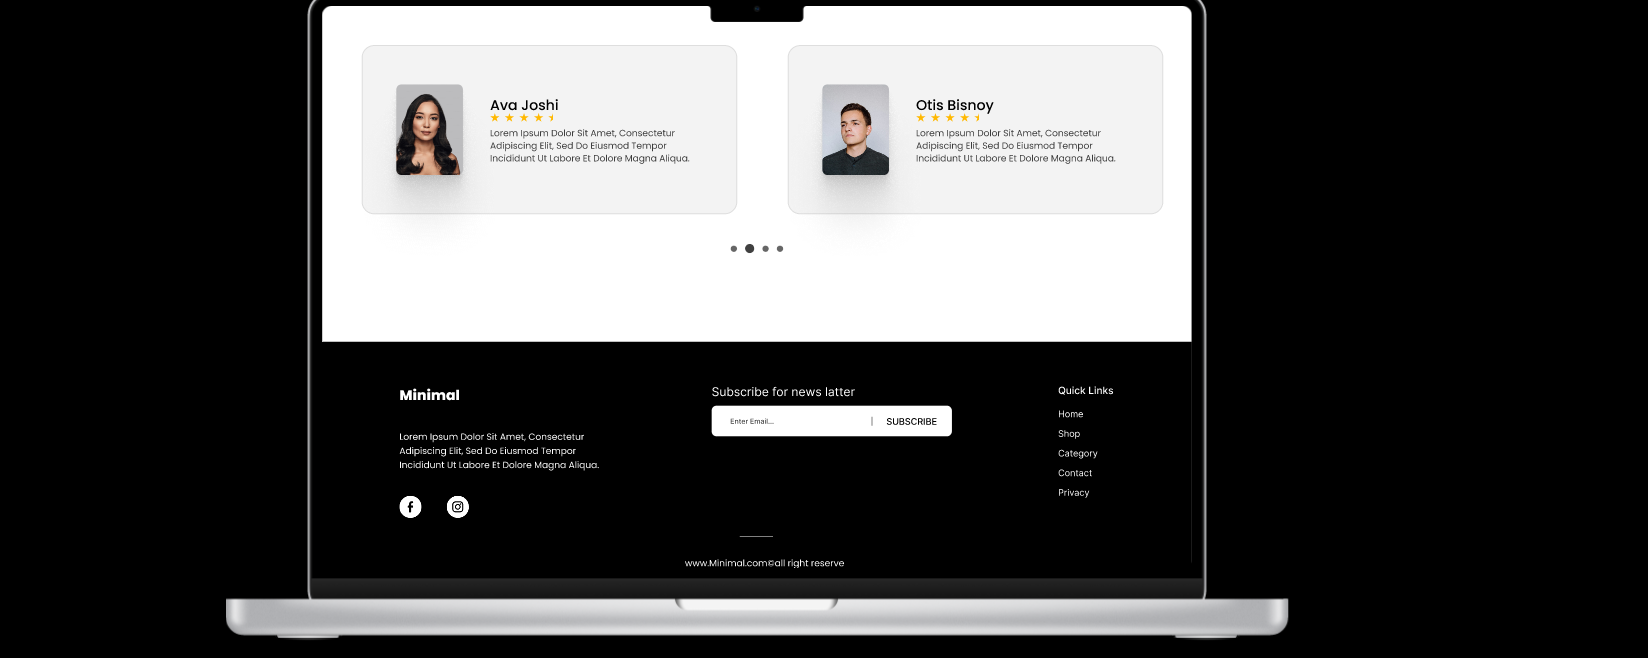 Ava Joshi
Lorem Ipsum Dolor Sit Amet, Consectetur
Adipiscing Elit, Sed Do Eiusmod Tempor
Incididunt Ut Labore Et Dolore Magna Aliqua.
Otis Bisnoy
Lorem Ipsum Dolor Sit Amet, Consectetur
Adipiscing Elit, Sed Do Eiusmod Tempor
Incididunt Ut Labore Et Dolore Magna Aliqua.
Minimal
Lorem Ipsum Dolor Sit Amet, Consectetur
Adipiscing Elit, Sed Do Eiusmod Tempor
Incididunt Ut Labore Et Dolore Magna Aliqua.
Subscribe for news latter
Enter Email... | SUBSCRIBE
Quick Links
Home
Shop
Category
Contact
Privacy
www.Minimal.com©all right reserve